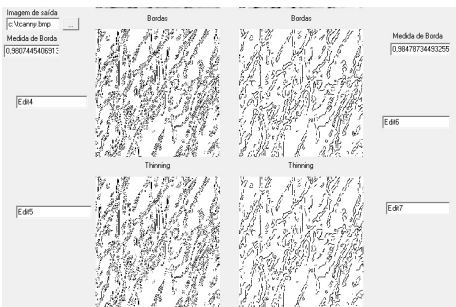 Imagem de saída
c:\tcanny.bmp
...
Medida de Borda
0,9807445406913
Bordas
Bordas
Medida de Borda
0,98478734493255
Edit4
Edit6
Thinning
Thinning
Edit5
Edit7